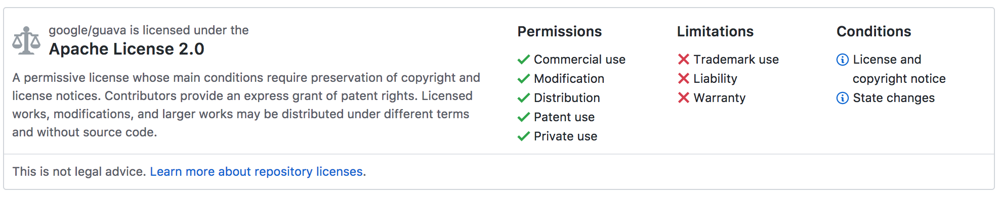 google/guava is licensed under the
Apache License 2.0
A permissive license whose main conditions require preservation of copyright and
license notices. Contributors provide an express grant of patent rights. Licensed
works, modifications, and larger works may be distributed under different terms
and without source code.
Permissions
Commercial use
Modification
Distribution
Patent use
Private use
Limitations
Trademark use
Liability
Warranty
Conditions
License and
copyright notice
State changes
This is not legal advice. Learn more about repository licenses.